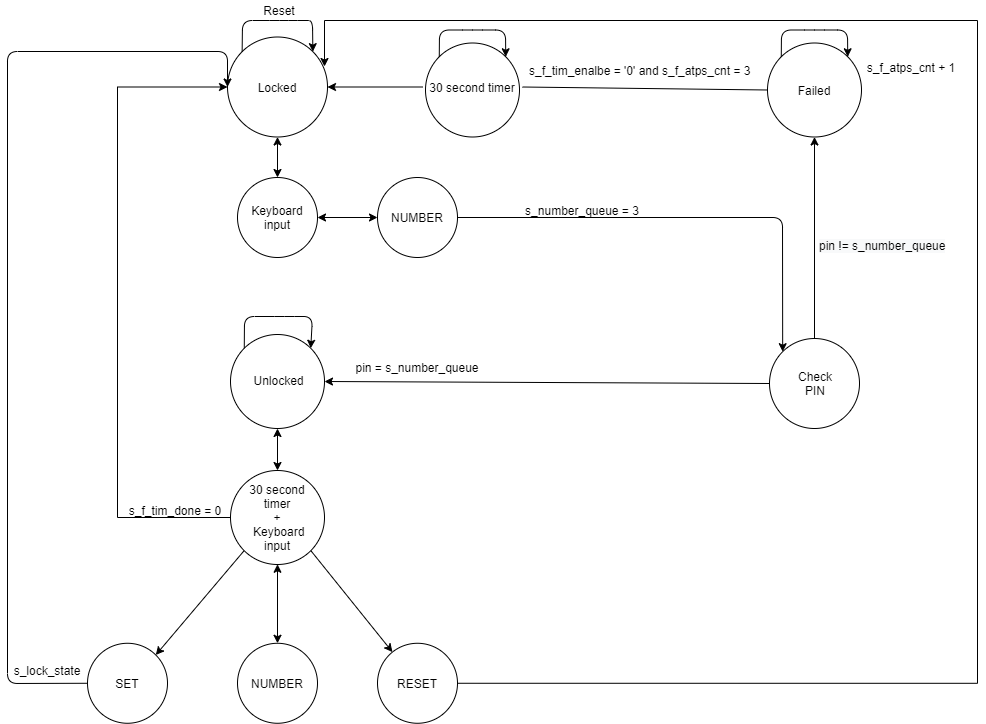 Reset
s_f_tim_enalbe = '0' and s_f_atps_cnt = 3
s_f_atps_cnt + 1
Locked
30 second timer
Failed
Keyboard
input
NUMBER
s_number_queue = 3
pin != s_number_queue
Unlocked
pin = s_number_queue
Check
PIN
30 second
timer
+
Keyboard
input
s_f_tim_done = 0
s_lock_state
SET
NUMBER
RESET